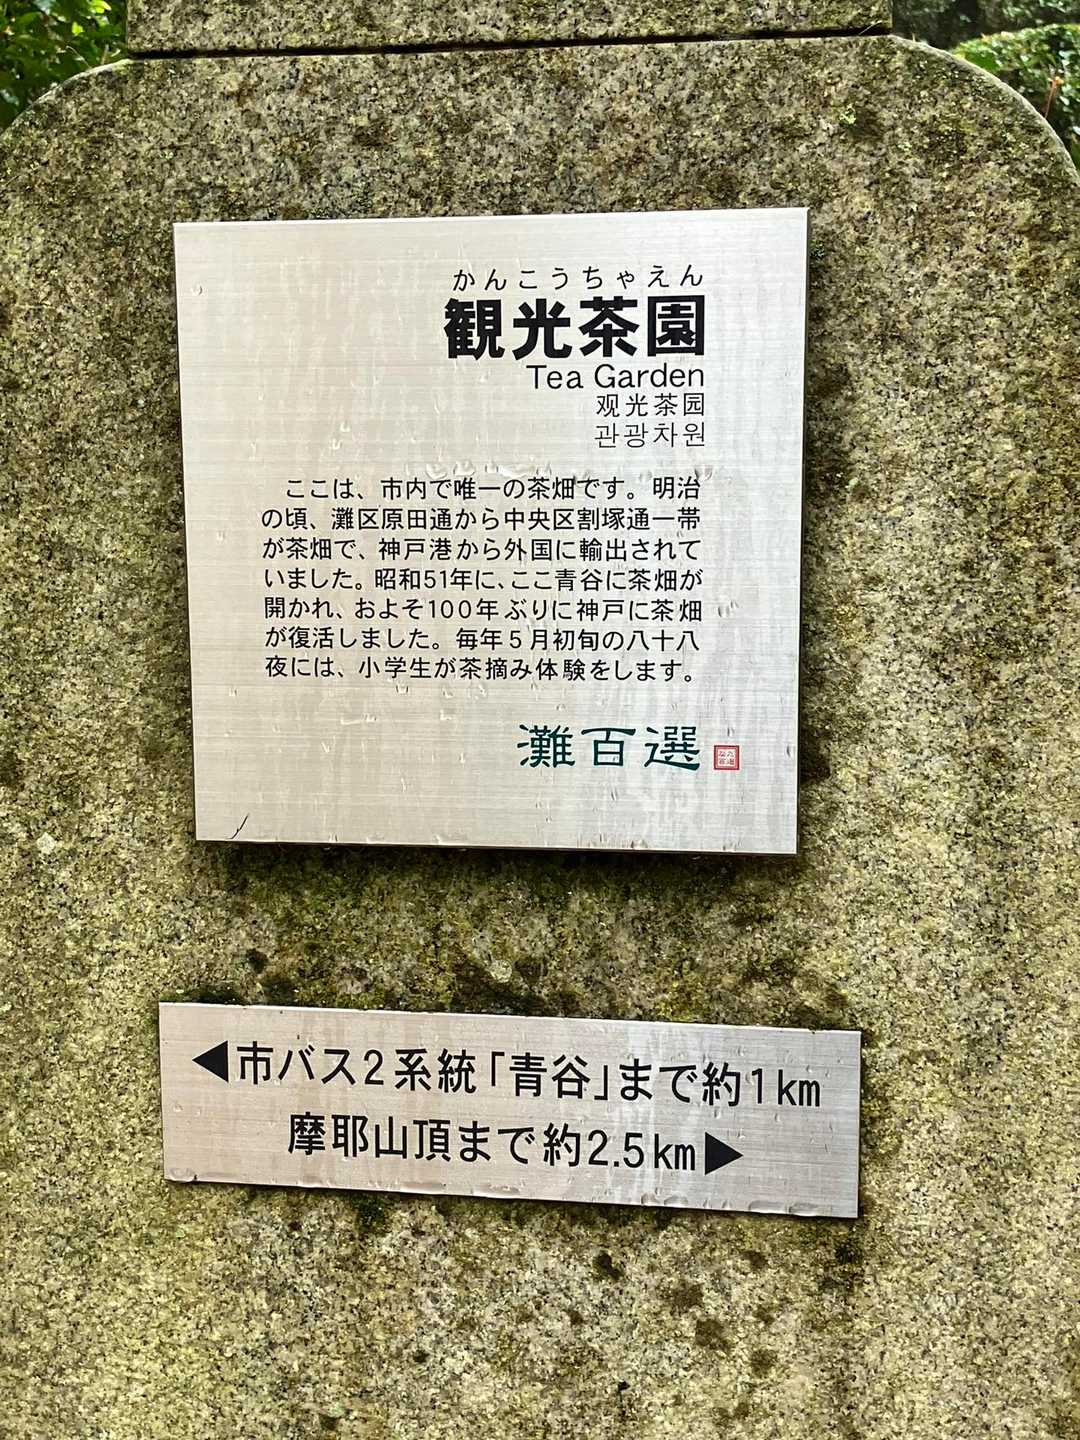 かんこうちゃえん
観光茶園
Tea Garden
观光茶园
관광차원
ここは、市内で唯一の茶畑です。明治
の頃、灘区原田通から中央区割塚通一帯
が茶畑で、神戸港から外国に輸出されて
いました。昭和51年に、ここ青谷に茶畑が
開かれ、およそ100年ぶりに神戸に茶畑
が復活しました。毎年5月初旬の八十八
夜には、小学生が茶摘み体験をします。
灘百選
◀市バス2系統「青谷」まで約1km
摩耶山頂まで約2.5km▶